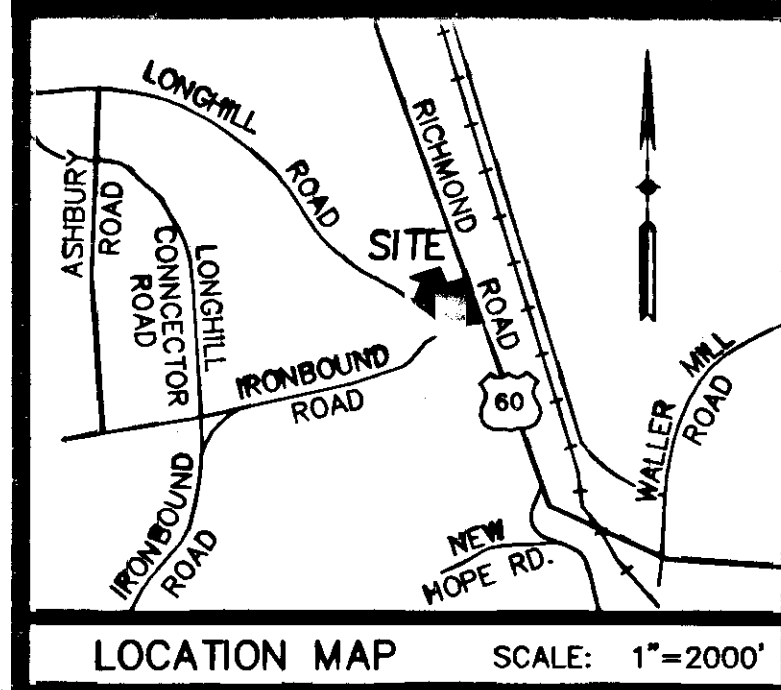 LONGHILL
ROAD
RICHMOND
ROAD
ASHBURY
ROAD
LONGHILL
CONNCECTOR
ROAD
SITE
IRONBOUND
ROAD
60
WALLER
MILL
ROAD
IRONBOUND
ROAD
NEW
HOPE RD.
LOCATION MAP SCALE: 1"=2000'